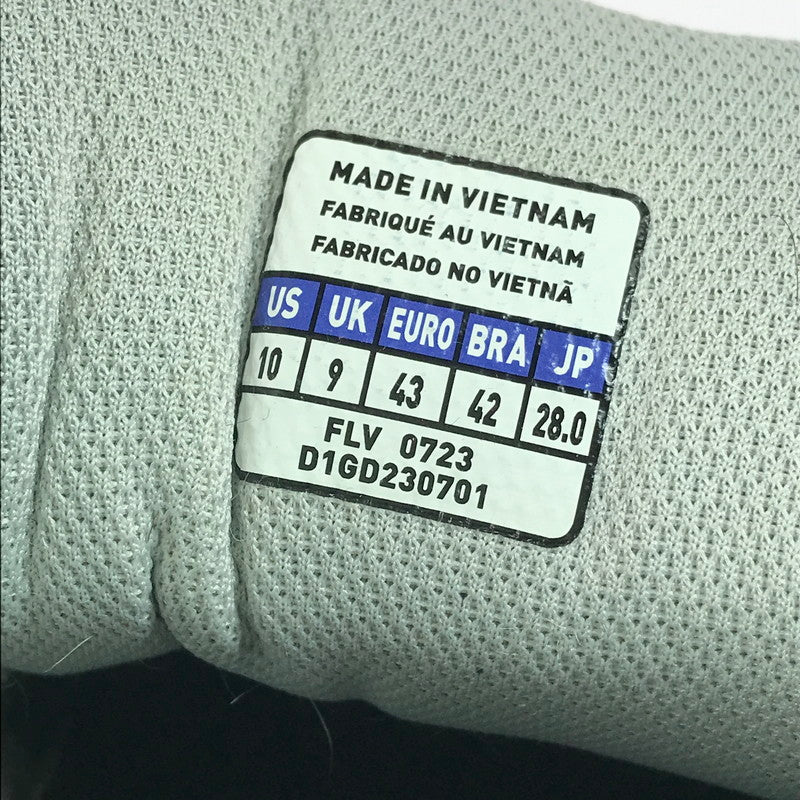 MADE IN VIETNAM
FABRIQUÉ AU VIETNAM
FABRICADO NO VIETNÃ
US UK EURO BRA JP
10 9 43 42 28.0
FLV 0723
D1GD230701